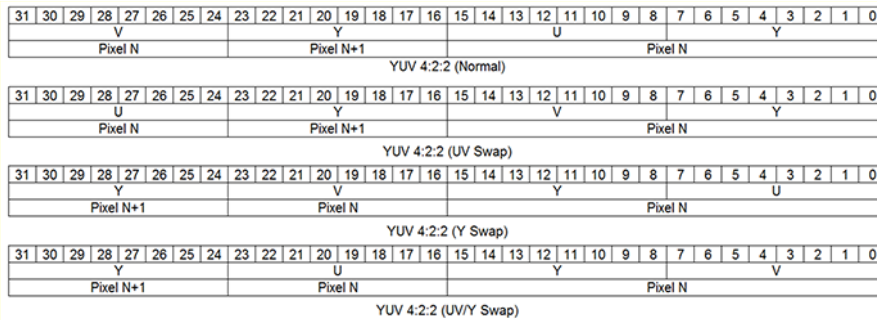 31 30 29 28 27 26 25 24 23 22 21 20 19 18 17 16 15 14 13 12 11 10 9 8 7 6 5 4 3 2 1 0
V Y U Y
Pixel N Pixel N+1 Pixel N
YUV 4:2:2 (Normal)
31 30 29 28 27 26 25 24 23 22 21 20 19 18 17 16 15 14 13 12 11 10 9 8 7 6 5 4 3 2 1 0
U Y V Y
Pixel N Pixel N+1 Pixel N
YUV 4:2:2 (UV Swap)
31 30 29 28 27 26 25 24 23 22 21 20 19 18 17 16 15 14 13 12 11 10 9 8 7 6 5 4 3 2 1 0
Y V Y U
Pixel N+1 Pixel N Pixel N
YUV 4:2:2 (Y Swap)
31 30 29 28 27 26 25 24 23 22 21 20 19 18 17 16 15 14 13 12 11 10 9 8 7 6 5 4 3 2 1 0
Y U Y V
Pixel N+1 Pixel N Pixel N
YUV 4:2:2 (UV/Y Swap)